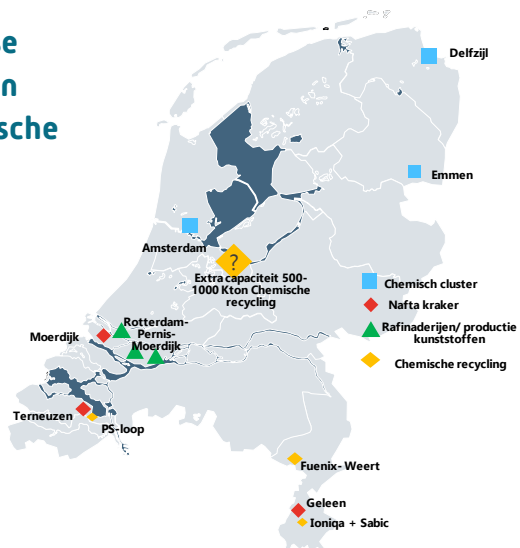 se
n
sche
Delfzijl
Emmen
Amsterdam
?
Extra capaciteit 500-
1000 Kton Chemische
recycling
Chemisch cluster
Nafta kraker
Rafinaderijen/ productie
kunststoffen
Chemische recycling
Rotterdam-
Pernis-
Moerdijk
Moerdijk
Terneuzen
PS-loop
Fuenix- Weert
Geleen
Ioniqa + Sabic